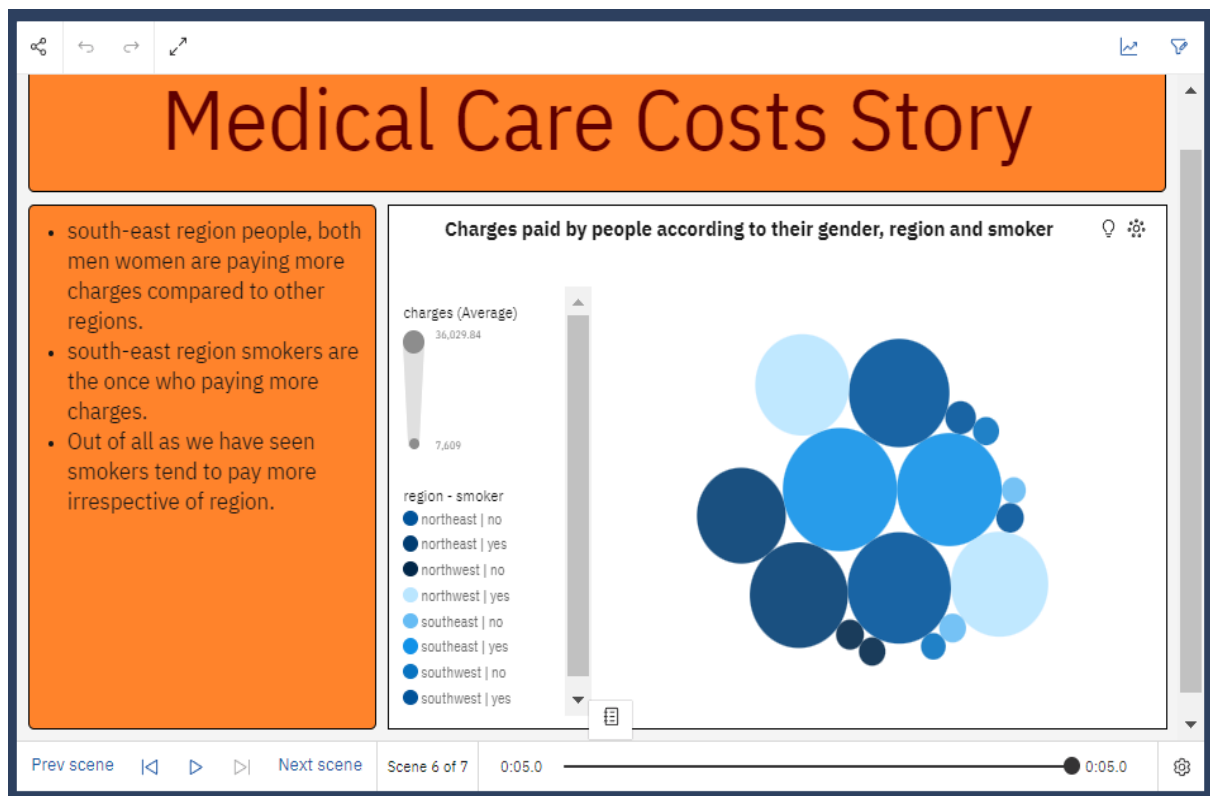 Medical Care Costs Story
• south-east region people, both
men women are paying more
charges compared to other
regions.
• south-east region smokers are
the once who paying more
charges.
• Out of all as we have seen
smokers tend to pay more
irrespective of region.
Charges paid by people according to their gender, region and smoker
charges (Average)
36,029.84
7,609
region - smoker
northeast | no
northeast | yes
northwest | no
northwest | yes
southeast | no
southeast | yes
southwest | no
southwest | yes
Prev scene
Next scene
Scene 6 of 7
0:05.0
0:05.0